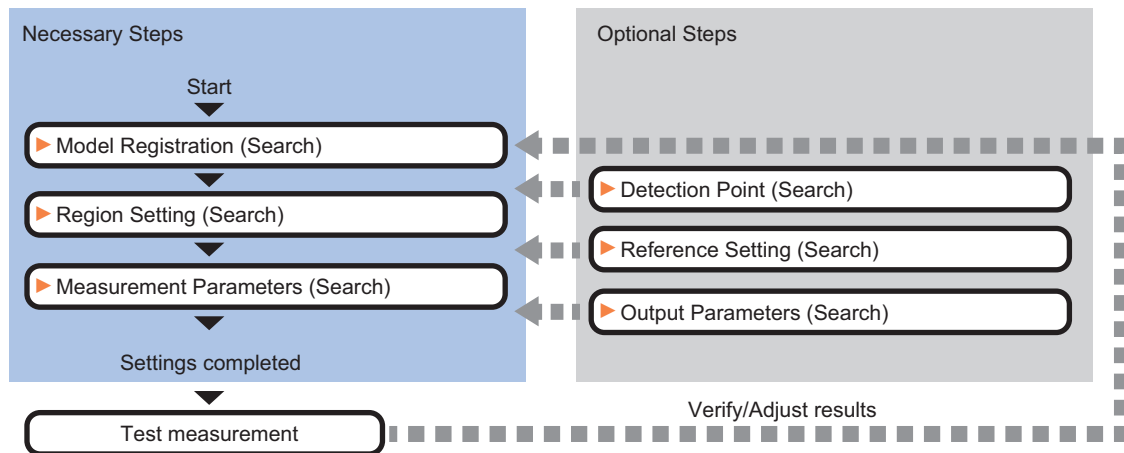 Necessary Steps
Optional Steps
Start
Model Registration (Search)
Detection Point (Search)
Region Setting (Search)
Reference Setting (Search)
Measurement Parameters (Search)
Output Parameters (Search)
Settings completed
Verify/Adjust results
Test measurement